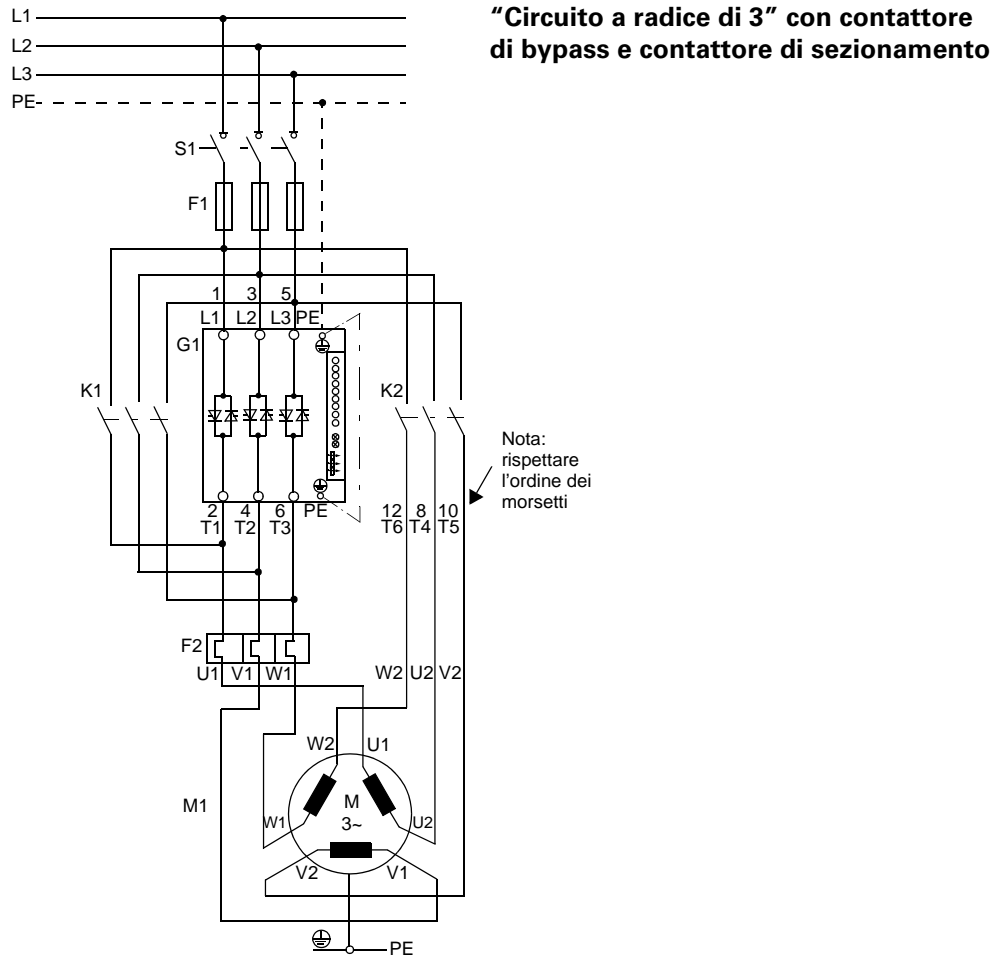 “Circuito a radice di 3” con contattore
di bypass e contattore di sezionamento
L1
L2
L3
PE
S1
F1
1 3 5
L1 L2 L3 PE
G1
K1
K2
Nota:
rispettare
l'ordine dei
morsetti
2 4 6 PE
T1 T2 T3
12 8 10
T6 T4 T5
F2
U1 V1 W1
W2 U2 V2
W2 U1
M1
M
3~
W1
U2
V2 V1
PE